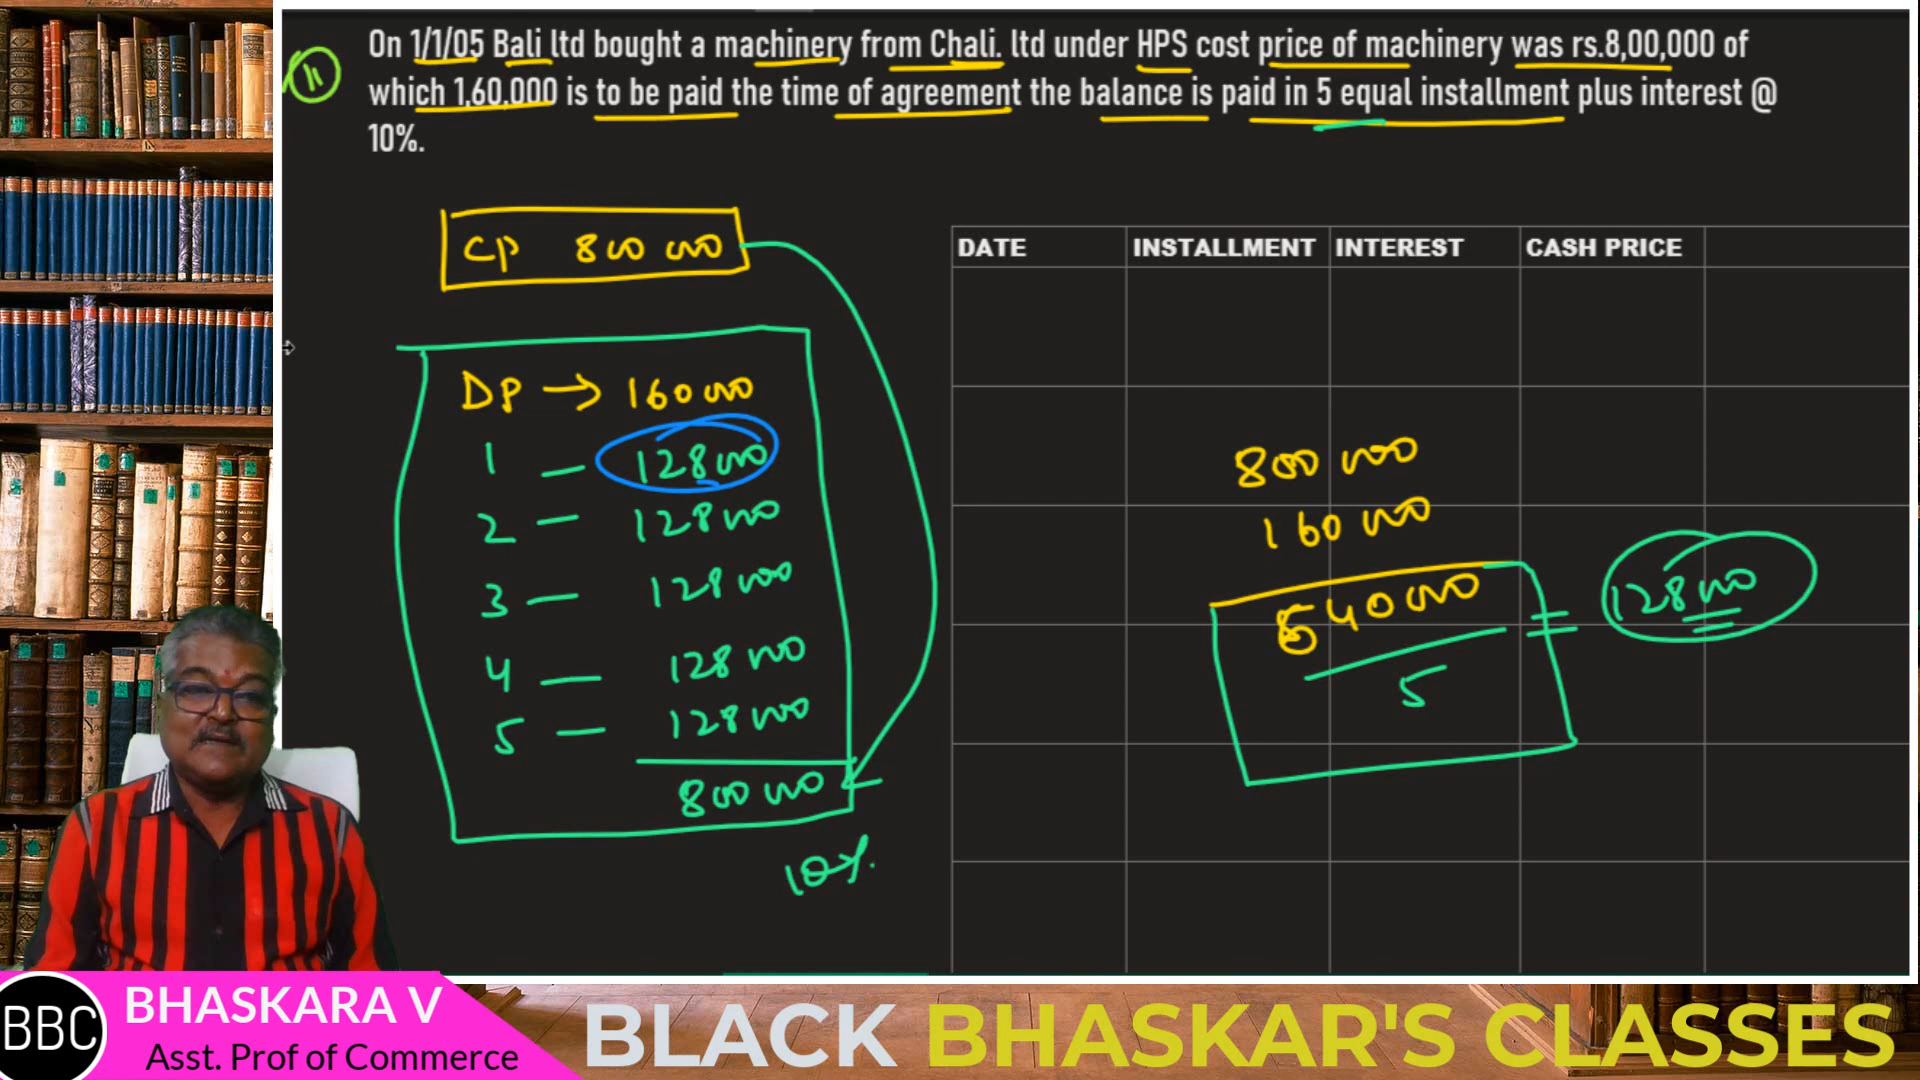 11
On 1/1/05 Bali ltd bought a machinery from Chali. ltd under HPS cost price of machinery was rs.8,00,000 of
which 1,60,000 is to be paid the time of agreement the balance is paid in 5 equal installment plus interest @
10%.
CP 800 000
DP → 160 000
1 — 128 000
2 — 128 000
3 — 128 000
4 — 128 000
5 — 128 000
800 000
10%.
DATE INSTALLMENT INTEREST CASH PRICE
800 000
160 000
640 000
5
= 128 000
BBC
BHASKARA V
Asst. Prof of Commerce
BLACK BHASKAR'S CLASSES